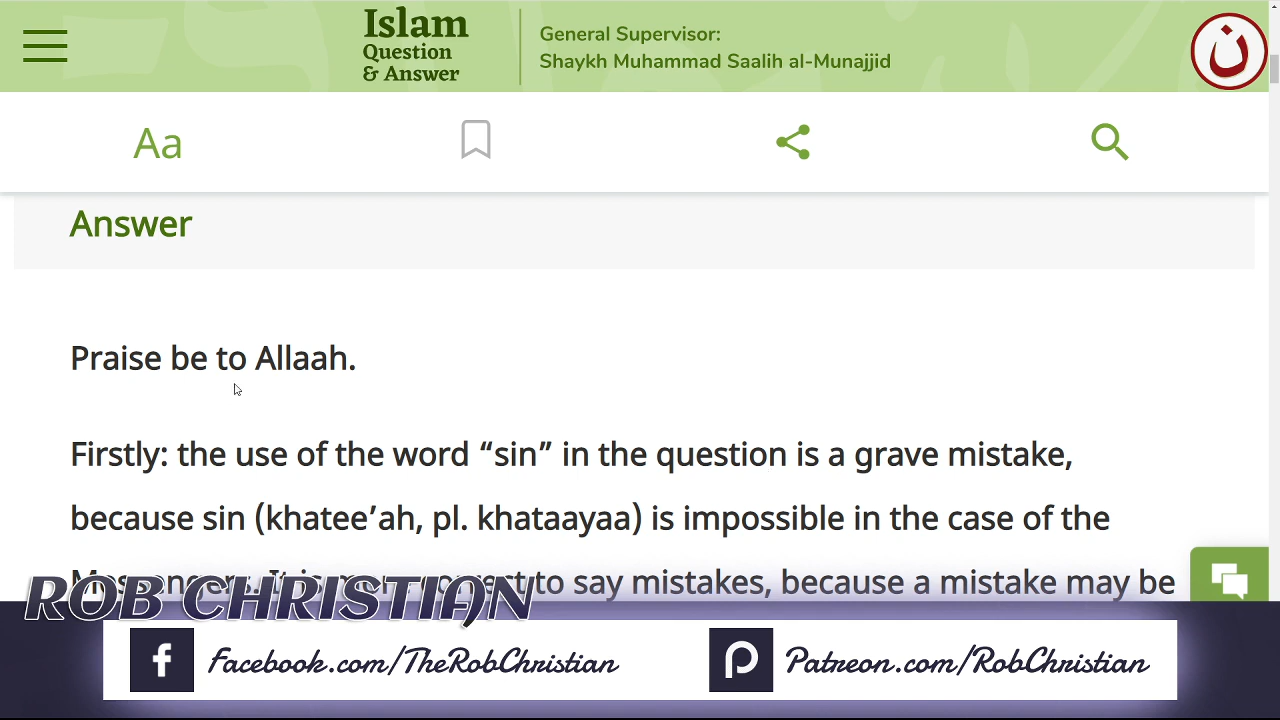 Islam
Question
& Answer
General Supervisor:
Shaykh Muhammad Saalih al-Munajjid
ن
Aa
Answer
Praise be to Allaah.
Firstly: the use of the word “sin” in the question is a grave mistake,
because sin (khatee’ah, pl. khataayaa) is impossible in the case of the
to say mistakes, because a mistake may be
ROB CHRISTIAN
Facebook.com/TheRobChristian
Patreon.com/RobChristian